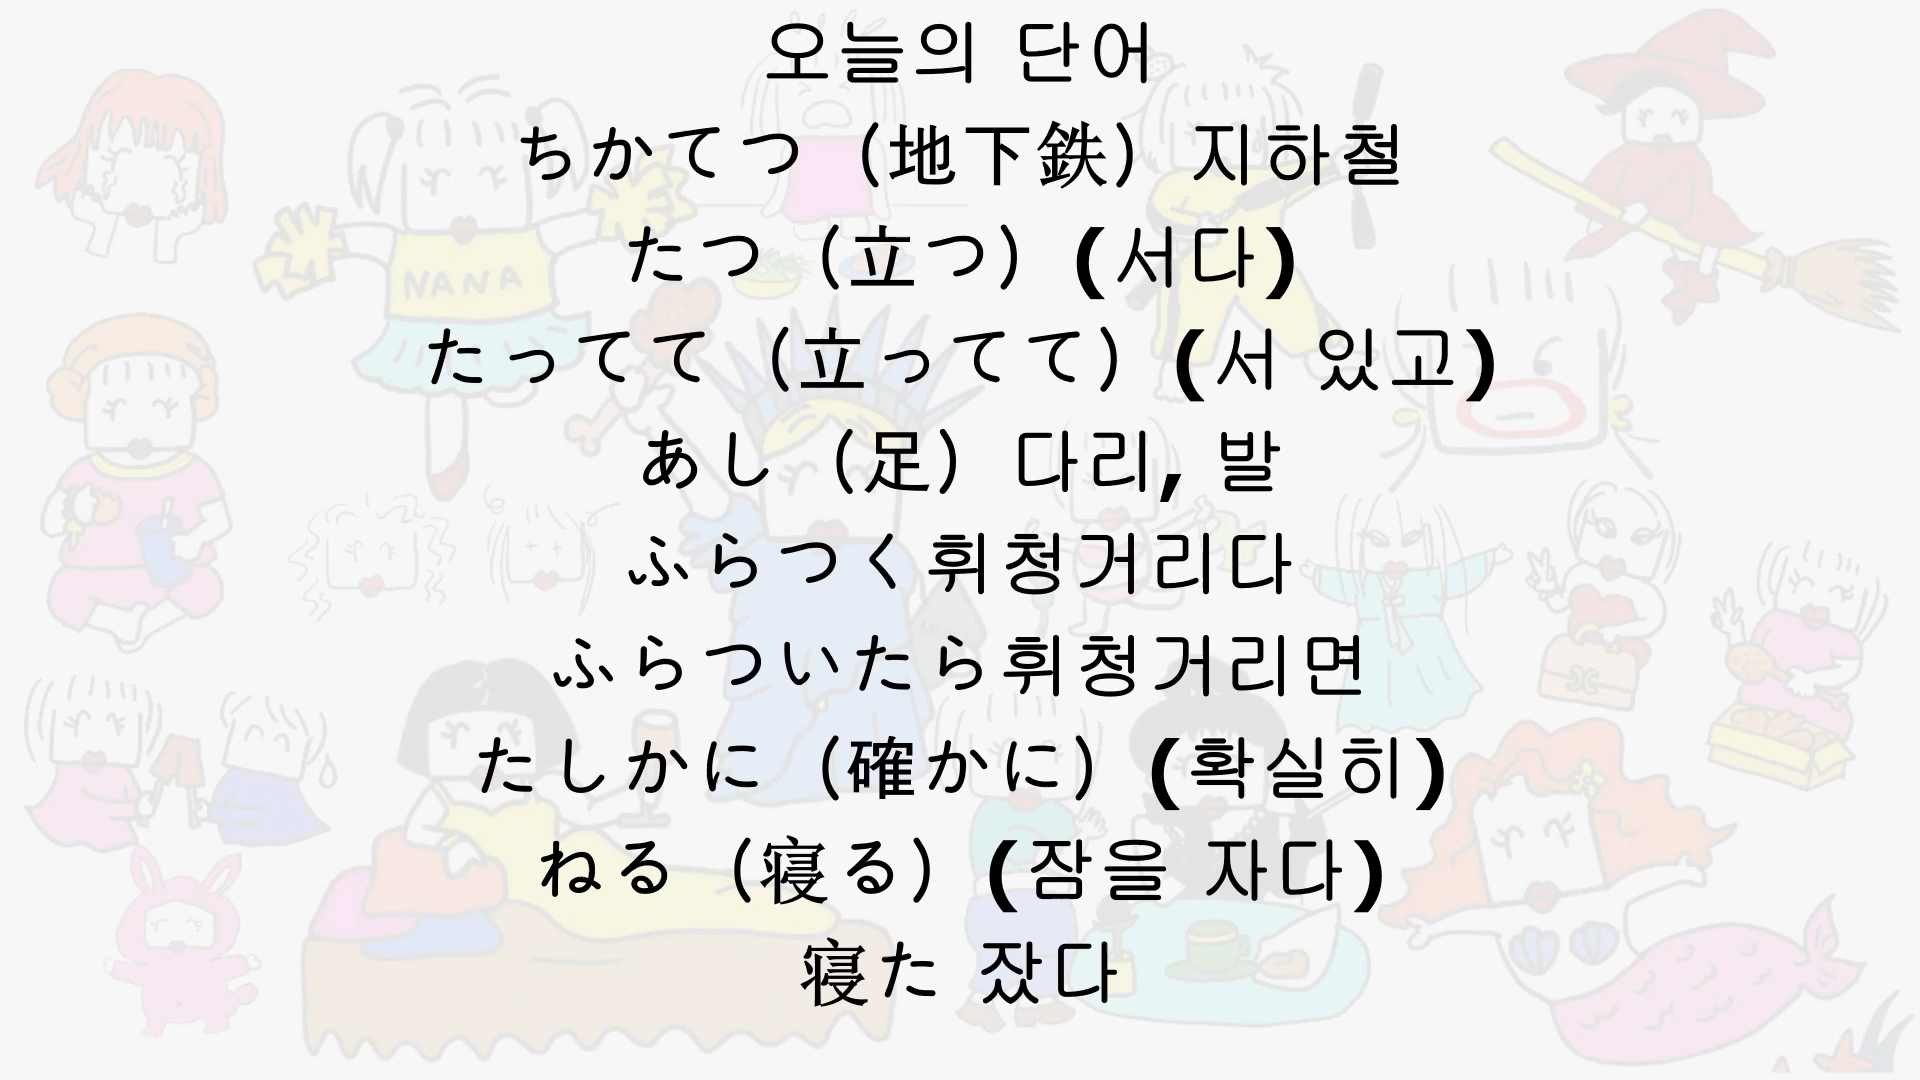 오늘의 단어
ちかてつ（地下鉄）지하철
たつ（立つ）(서다)
たってて（立ってて）(서 있고)
あし（足）다리, 발
ふらつく휘청거리다
ふらついたら휘청거리면
たしかに（確かに）(확실히)
ねる（寝る）(잠을 자다)
寝た 잤다
NANA